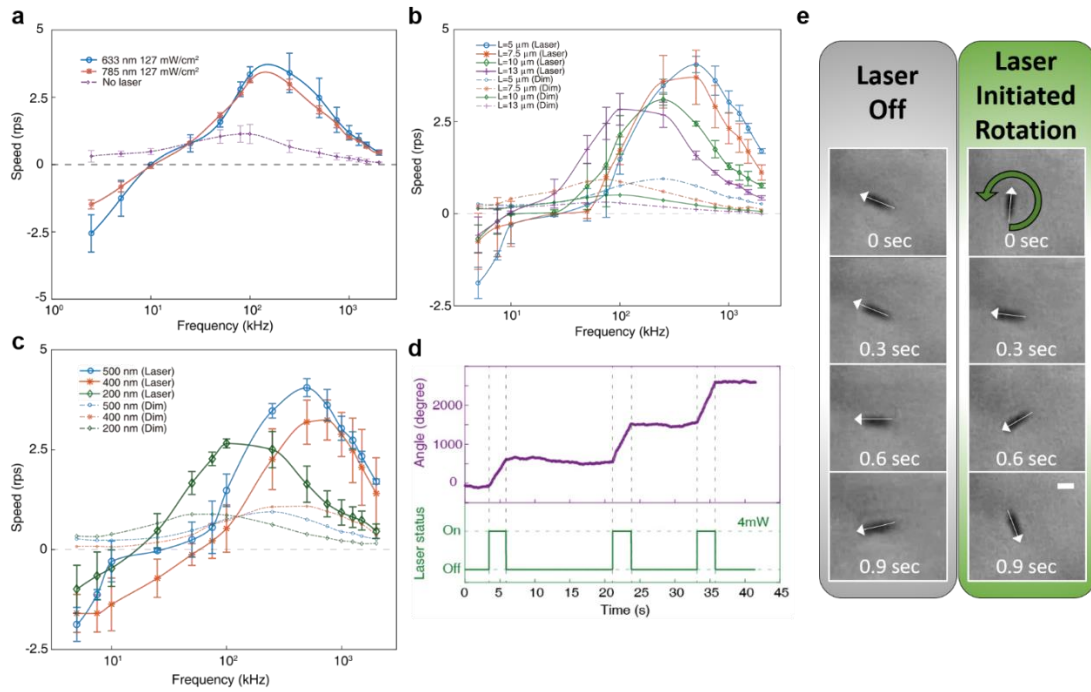 a
5
2.5
0
-2.5
5
Speed (rps)
633 nm 127 mW/cm²
785 nm 127 mW/cm²
No laser
10⁰
10¹
10²
10³
Frequency (kHz)
b
5
2.5
0
-2.5
Speed (rps)
L=5 μm (Laser)
L=7.5 μm (Laser)
L=10 μm (Laser)
L=13 μm (Laser)
L=5 μm (Dim)
L=7.5 μm (Dim)
L=10 μm (Dim)
L=13 μm (Dim)
10¹
10²
10³
Frequency (kHz)
c
5
2.5
0
-2.5
Speed (rps)
500 nm (Laser)
400 nm (Laser)
200 nm (Laser)
500 nm (Dim)
400 nm (Dim)
200 nm (Dim)
10¹
10²
10³
Frequency (kHz)
d
Angle (degree)
2000
1000
0
Laser status
On
Off
4mW
0 5 10 15 20 25 30 35 40 45
Time (s)
e
Laser
Off
0 sec
0.3 sec
0.6 sec
0.9 sec
Laser
Initiated
Rotation
0 sec
0.3 sec
0.6 sec
0.9 sec